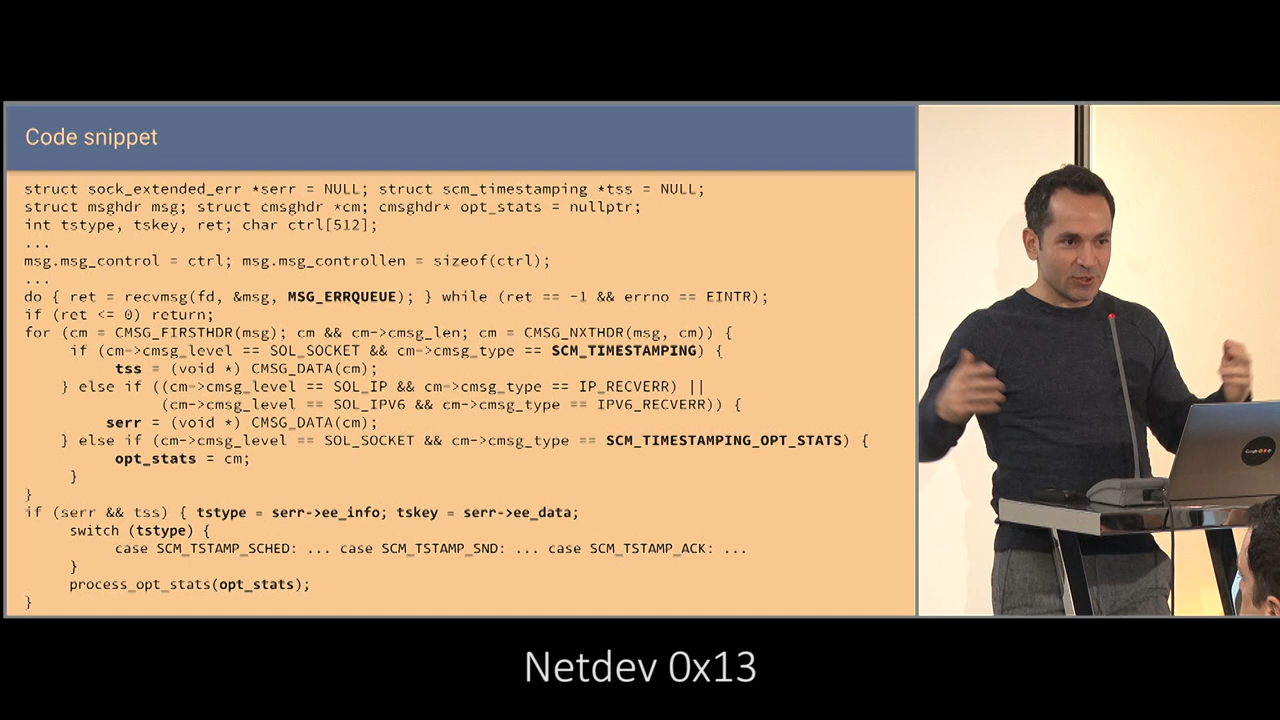 Code snippet
struct sock_extended_err *serr = NULL; struct scm_timestamping *tss = NULL;
struct msghdr msg; struct cmsghdr *cm; cmsghdr* opt_stats = nullptr;
int tstype, tskey, ret; char ctrl[512];
...
msg.msg_control = ctrl; msg.msg_controllen = sizeof(ctrl);
...
do { ret = recvmsg(fd, &msg, MSG_ERRQUEUE); } while (ret == -1 && errno == EINTR);
if (ret <= 0) return;
for (cm = CMSG_FIRSTHDR(msg); cm && cm->cmsg_len; cm = CMSG_NXTHDR(msg, cm)) {
if (cm->cmsg_level == SOL_SOCKET && cm->cmsg_type == SCM_TIMESTAMPING) {
tss = (void *) CMSG_DATA(cm);
} else if ((cm->cmsg_level == SOL_IP && cm->cmsg_type == IP_RECVERR) ||
(cm->cmsg_level == SOL_IPV6 && cm->cmsg_type == IPV6_RECVERR)) {
serr = (void *) CMSG_DATA(cm);
} else if (cm->cmsg_level == SOL_SOCKET && cm->cmsg_type == SCM_TIMESTAMPING_OPT_STATS) {
opt_stats = cm;
}
}
if (serr && tss) { tstype = serr->ee_info; tskey = serr->ee_data;
switch (tstype) {
case SCM_TSTAMP_SCHED: ... case SCM_TSTAMP_SND: ... case SCM_TSTAMP_ACK: ...
}
process_opt_stats(opt_stats);
}
Google
Netdev 0x13